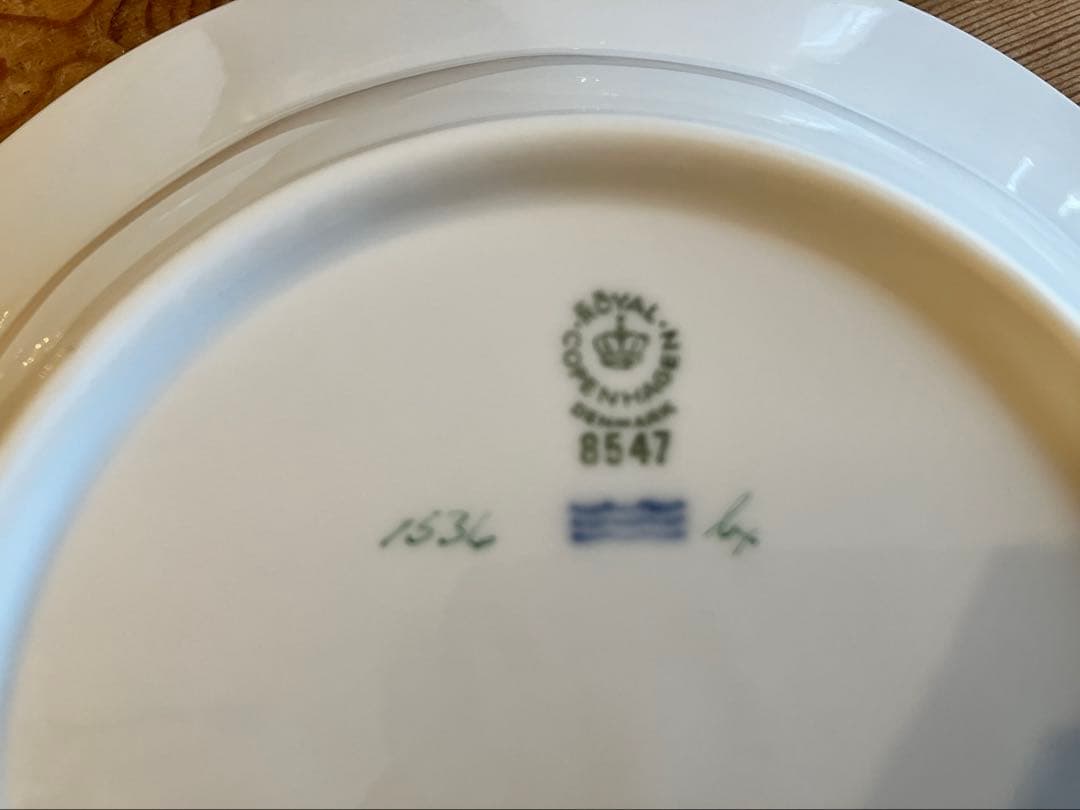 ROYAL
COPENHAGEN
DENMARK
8547
1536